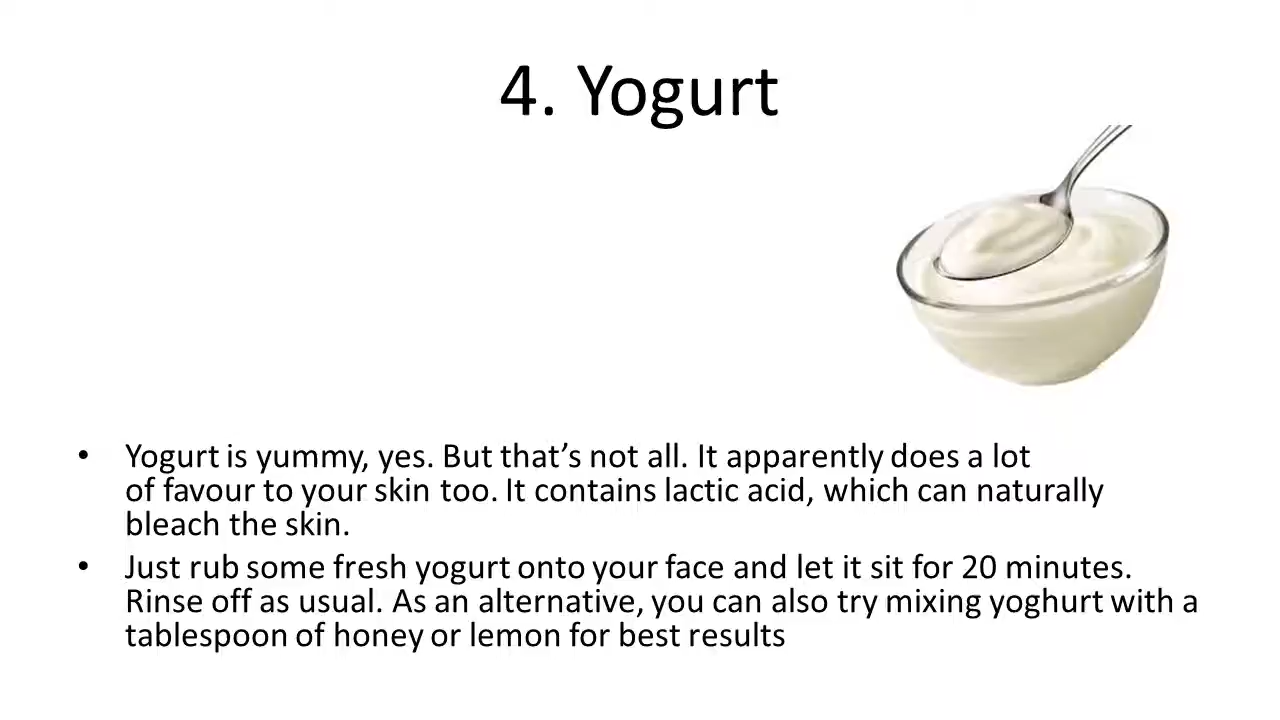 4. Yogurt
• Yogurt is yummy, yes. But that’s not all. It apparently does a lot
of favour to your skin too. It contains lactic acid, which can naturally
bleach the skin.
• Just rub some fresh yogurt onto your face and let it sit for 20 minutes.
Rinse off as usual. As an alternative, you can also try mixing yoghurt with a
tablespoon of honey or lemon for best results